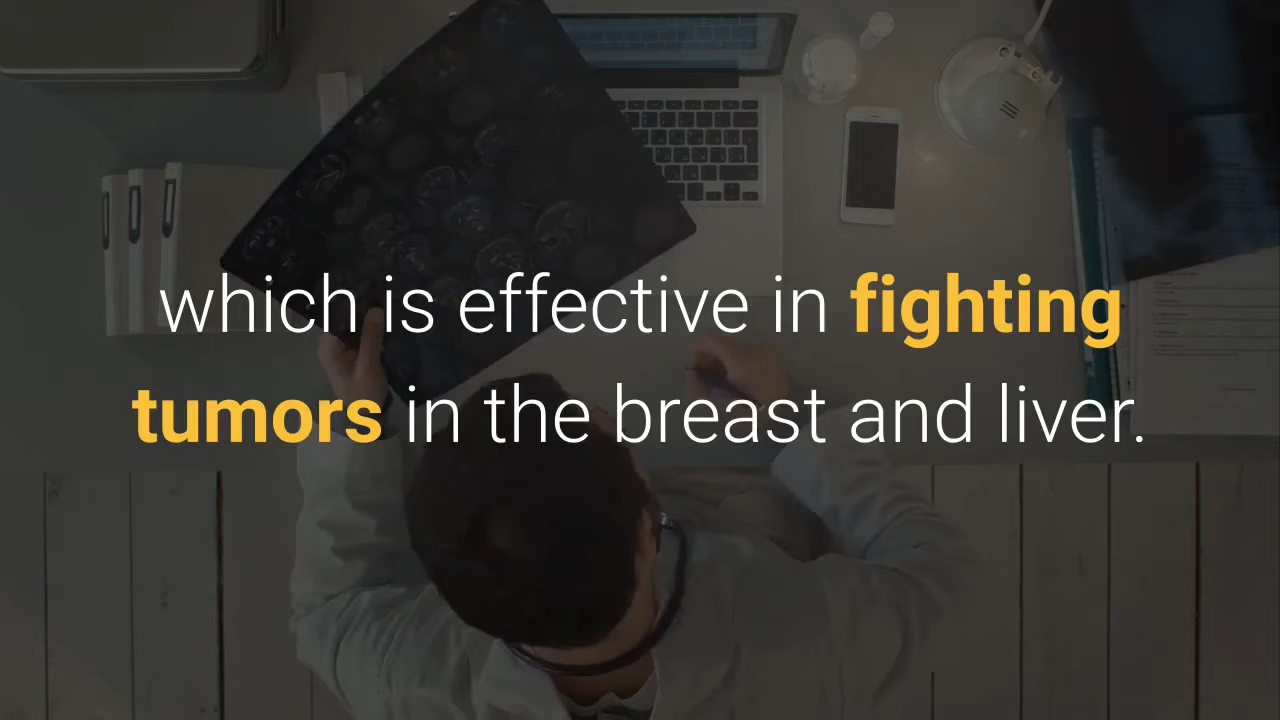 which is effective in fighting
tumors in the breast and liver.